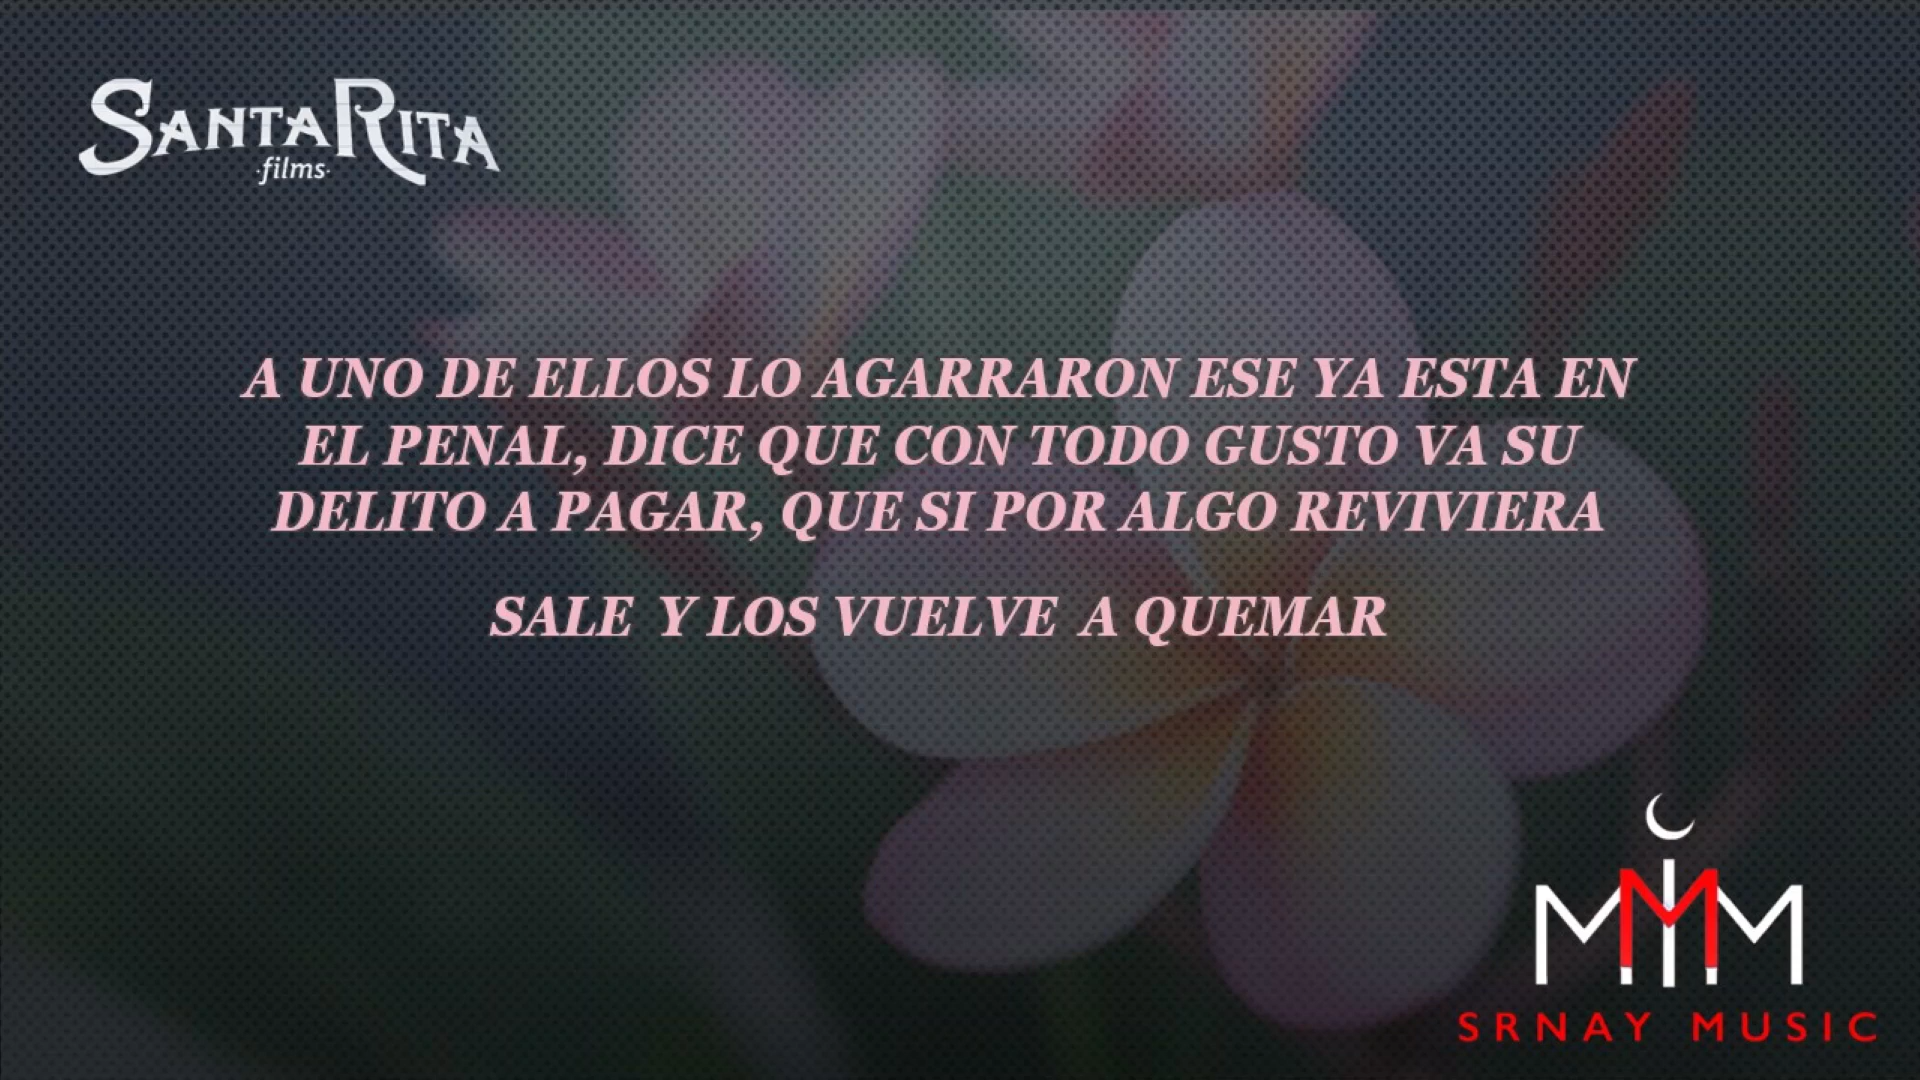 SANTA RITA
·films·
A UNO DE ELLOS LO AGARRARON ESE YA ESTA EN
EL PENAL, DICE QUE CON TODO GUSTO VA SU
DELITO A PAGAR, QUE SI POR ALGO REVIVIERA
SALE Y LOS VUELVE A QUEMAR
SRNAY MUSIC